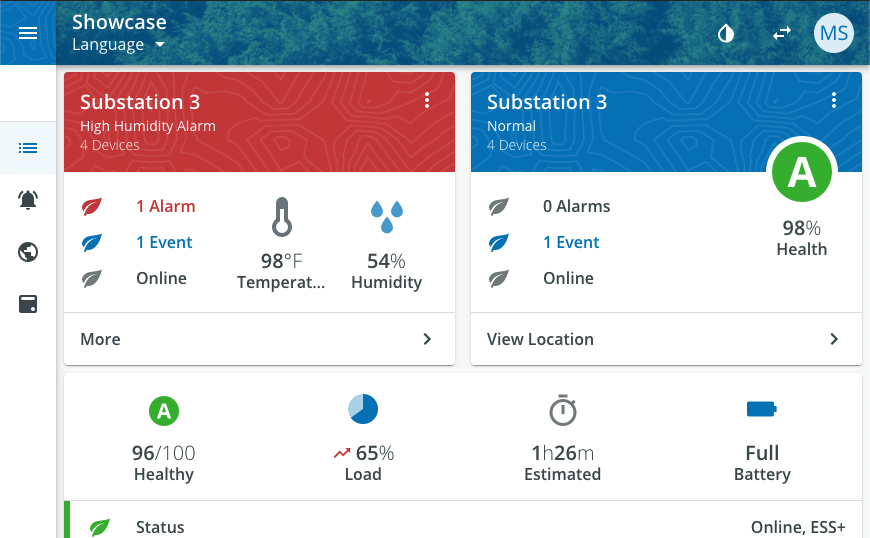 Showcase
Language
MS
Substation 3
High Humidity Alarm
4 Devices
1 Alarm
1 Event
Online
98°F
Temperat...
54%
Humidity
More
Substation 3
Normal
4 Devices
A
0 Alarms
1 Event
Online
98%
Health
View Location
A
96/100
Healthy
65%
Load
1h26m
Estimated
Full
Battery
Status
Online, ESS+